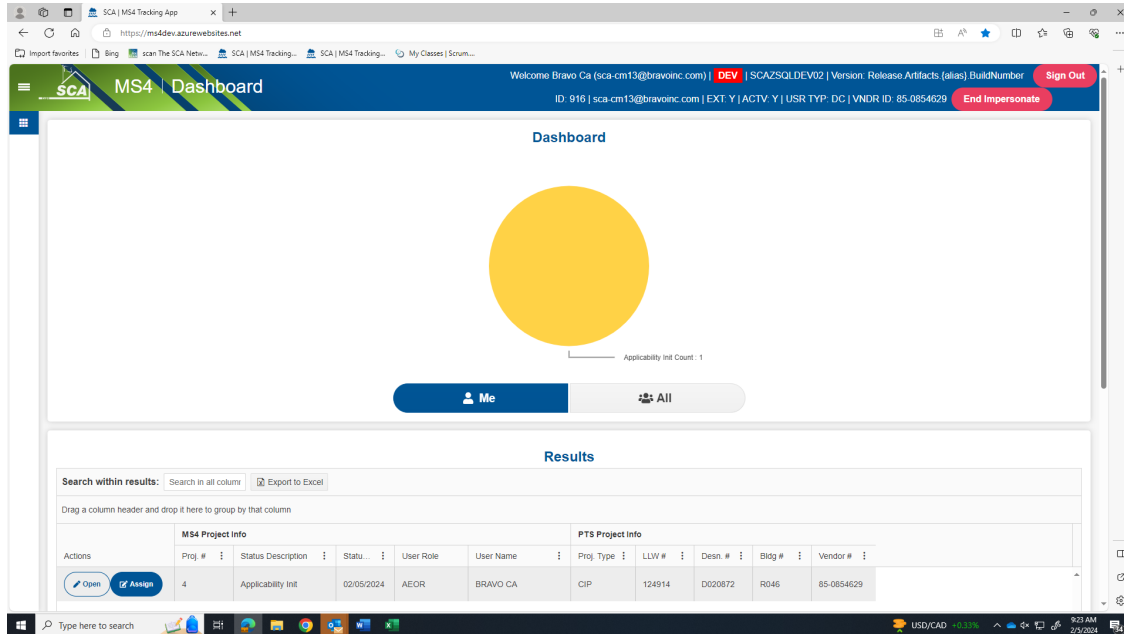 SCA | MS4 Tracking App
https://ms4dev.azurewebsites.net
Import favorites Bing scan The SCA Netw... SCA | MS4 Tracking... SCA | MS4 Tracking... My Classes | Scrum...
SCA MS4 | Dashboard
Welcome Bravo Ca (sca-cm13@bravoinc.com) | DEV | SCAZSQLDEV02 | Version: Release.Artifacts.{alias}.BuildNumber Sign Out
ID: 916 | sca-cm13@bravoinc.com | EXT: Y | ACTV: Y | USR TYP: DC | VNDR ID: 85-0854629 End Impersonate
Dashboard
Applicability Init Count : 1
Me All
Results
Search within results: Search in all column Export to Excel
Drag a column header and drop it here to group by that column
MS4 Project Info PTS Project Info
Actions Proj. # Status Description Statu... User Role User Name Proj. Type LLW # Desn. # Bldg # Vendor #
Open Assign 4 Applicability Init 02/05/2024 AEOR BRAVO CA CIP 124914 D020872 R046 85-0854629
Type here to search USD/CAD +0.33% 9:23 AM
2/5/2024